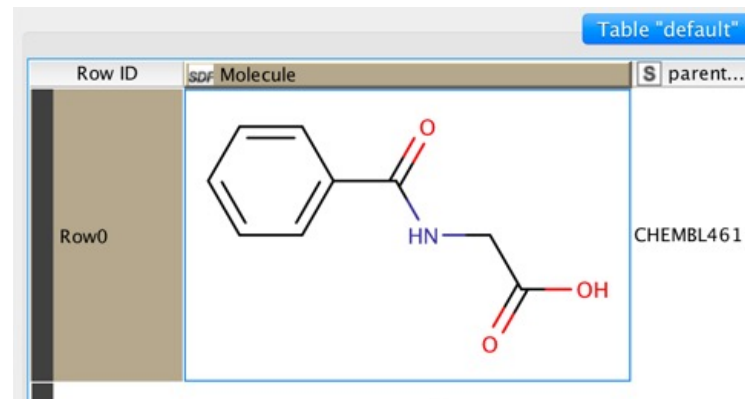 Table "default"
Row ID SDF Molecule S parent...
Row0 O HN OH O CHEMBL461